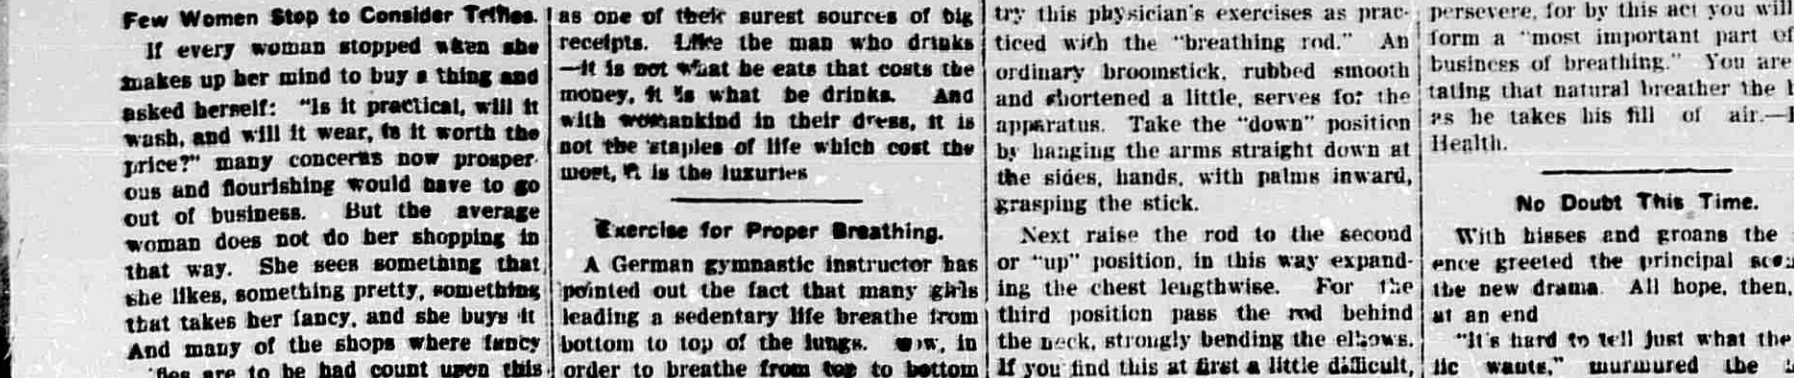 Few Women Stop to Consider Trifles.
If every woman stopped when she
makes up her mind to buy a thing and
asked herself: "Is it practical, will it
wash, and will it wear, is it worth the
price?" many concerns now prosper-
ous and flourishing would have to go
out of business. But the average
woman does not do her shopping in
that way. She sees something that
she likes, something pretty, something
that takes her fancy, and she buys it
And many of the shops where fancy
are to be had count upon this
as one of their surest sources of big
receipts. Like the man who drinks
—it is not what he eats that costs the
money, it is what he drinks. And
with womankind in their dress, it is
not the staples of life which cost the
most, it is the luxuries
Exercise for Proper Breathing.
A German gymnastic instructor has
pointed out the fact that many girls
leading a sedentary life breathe from
bottom to top of the lungs. Now, in
order to breathe from top to bottom
try this physician's exercises as prac-
ticed with the "breathing rod." An
ordinary broomstick, rubbed smooth
and shortened a little, serves for the
apparatus. Take the "down" position
by hanging the arms straight down at
the sides, hands, with palms inward,
grasping the stick.
Next raise the rod to the second
or "up" position, in this way expand-
ing the chest lengthwise. For the
third position pass the rod behind
the neck, strongly bending the elbows.
If you find this at first a little difficult,
persevere, for by this act you will
form a "most important part of
business of breathing." You are
tating that natural breather the
as he takes his fill of air.—
Health.
No Doubt This Time.
With hisses and groans the
ence greeted the principal
the new drama. All hope, then,
at an end
"It's hard to tell just what the
lic wants," murmured the